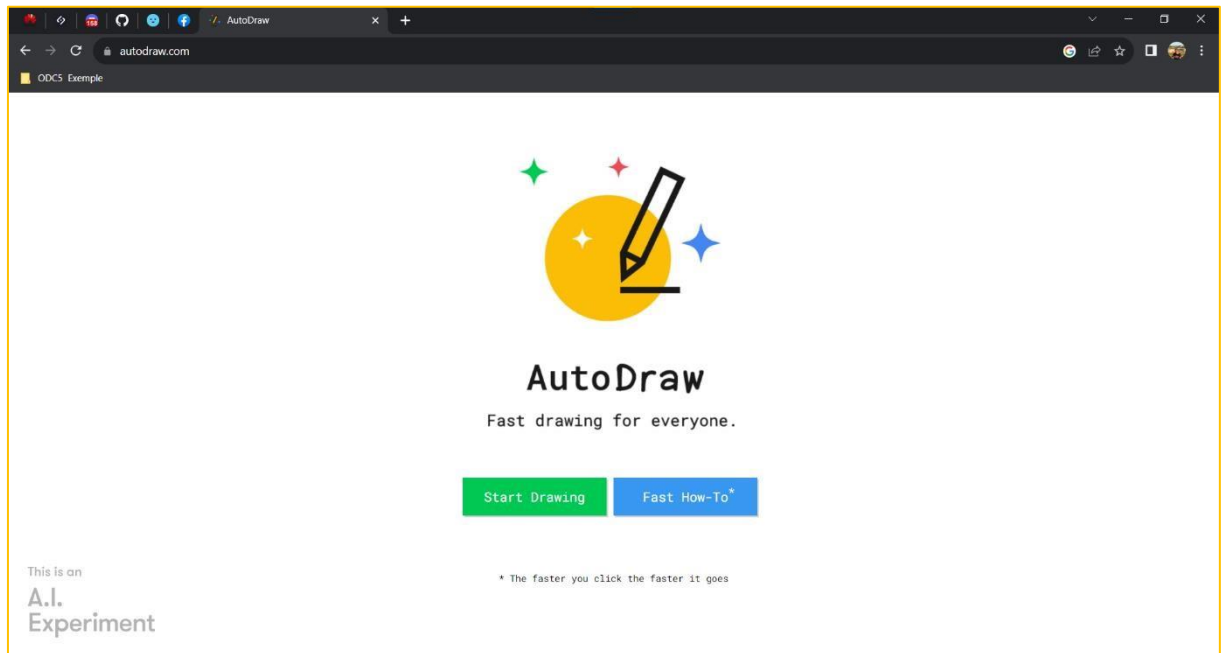 AutoDraw
autodraw.com
ODC5 Exemple
AutoDraw
Fast drawing for everyone.
Start Drawing
Fast How-To*
* The faster you click the faster it goes
This is an
A.I.
Experiment